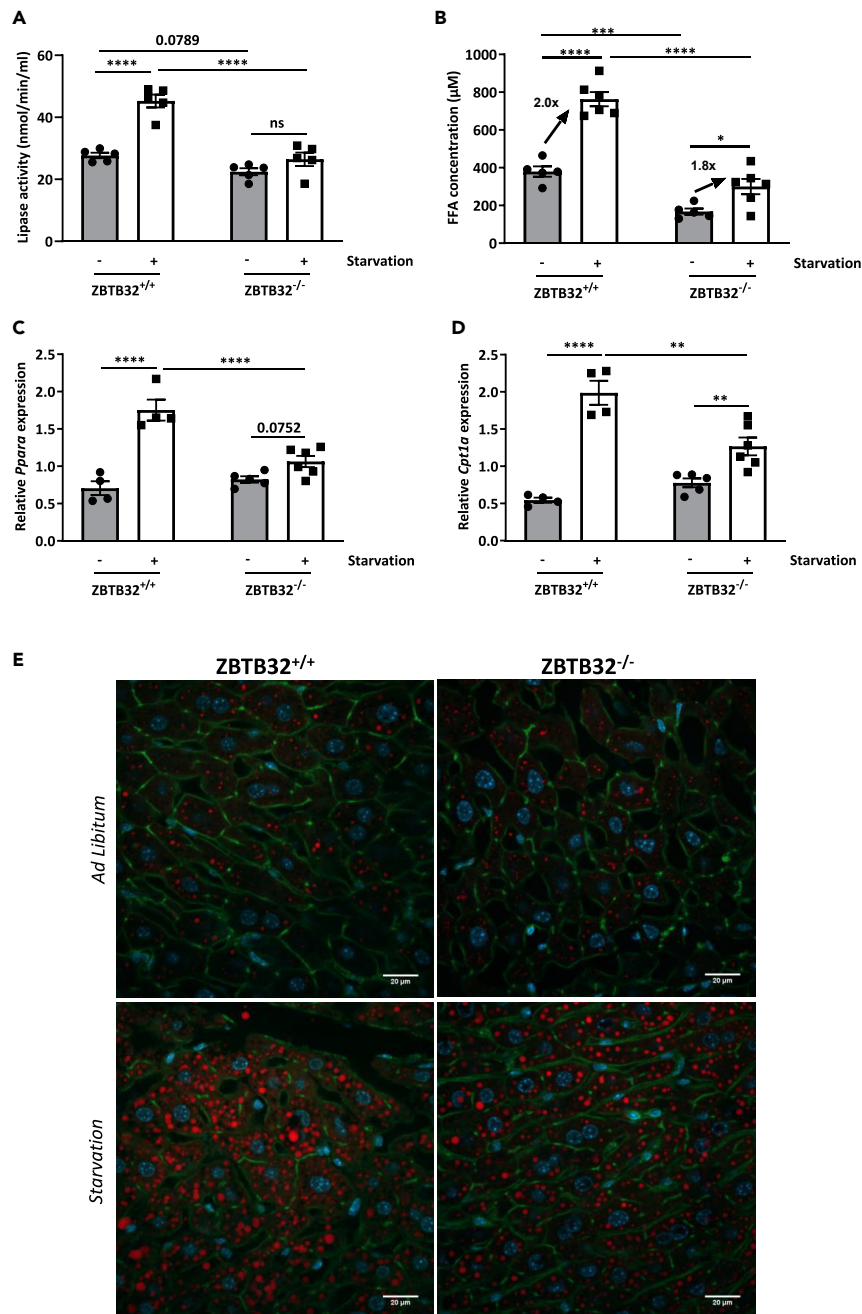 A
0.0789
****
****
ns
Lipase activity (nmol/min/ml)
60
40
20
0
-
+
-
+
Starvation
ZBTB32+/+
ZBTB32-/-
B
***
****
****
2.0x
*
1.8x
FFA concentration (µM)
1000
800
600
400
200
0
-
+
-
+
Starvation
ZBTB32+/+
ZBTB32-/-
C
****
****
0.0752
Relative Ppara expression
2.5
2.0
1.5
1.0
0.5
0.0
-
+
-
+
Starvation
ZBTB32+/+
ZBTB32-/-
D
****
**
**
Relative Cpt1a expression
2.5
2.0
1.5
1.0
0.5
0.0
-
+
-
+
Starvation
ZBTB32+/+
ZBTB32-/-
E
ZBTB32+/+
ZBTB32-/-
Ad Libitum
20 µm
20 µm
Starvation
20 µm
20 µm